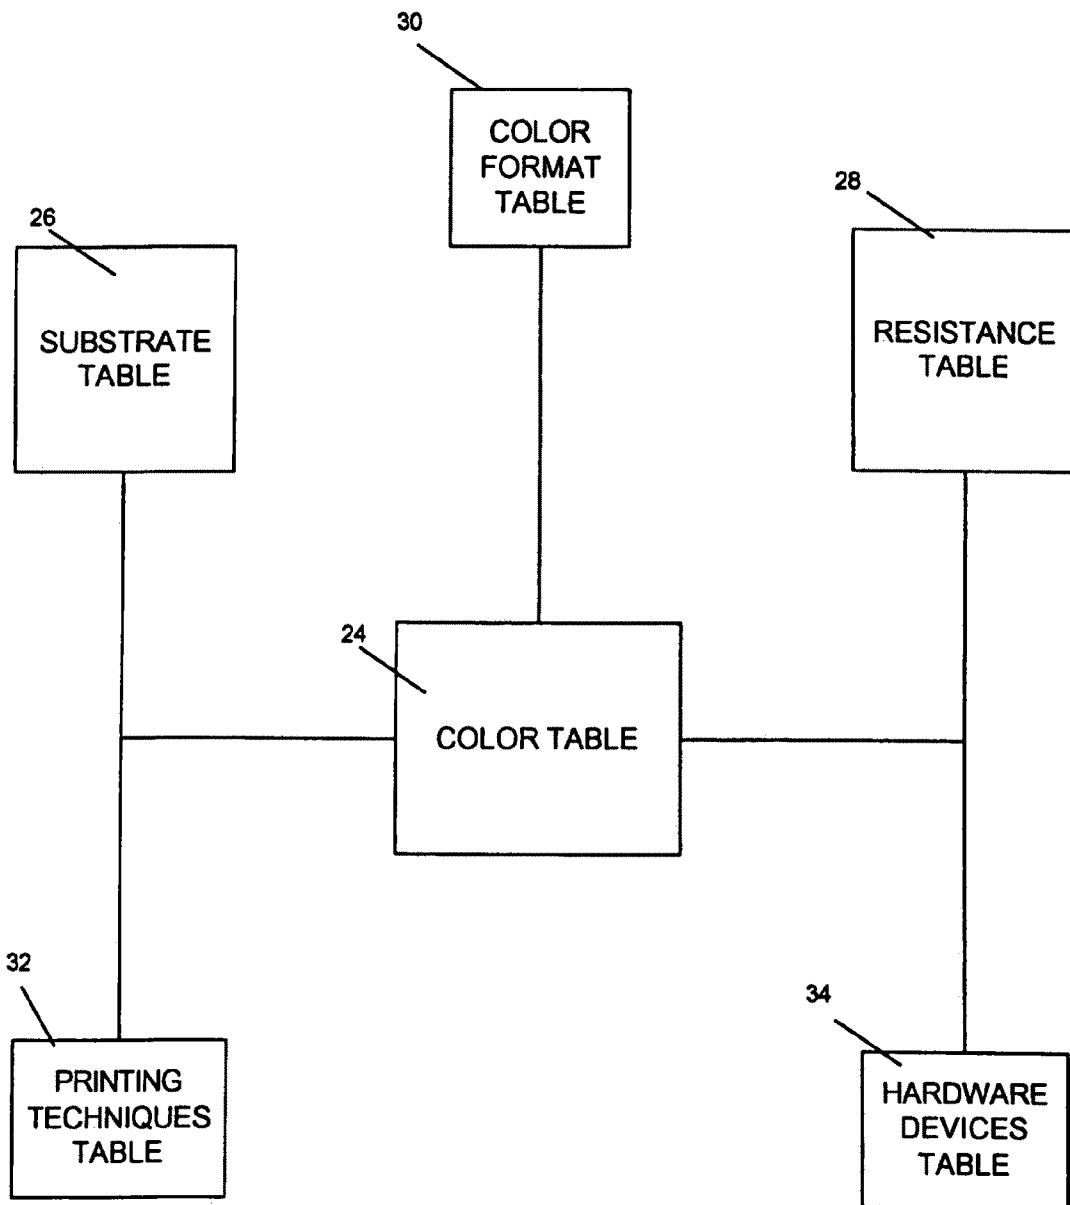 30
COLOR
FORMAT
TABLE
28
26
RESISTANCE
TABLE
SUBSTRATE
TABLE
24
COLOR TABLE
32
PRINTING
TECHNIQUES
TABLE
34
HARDWARE
DEVICES
TABLE